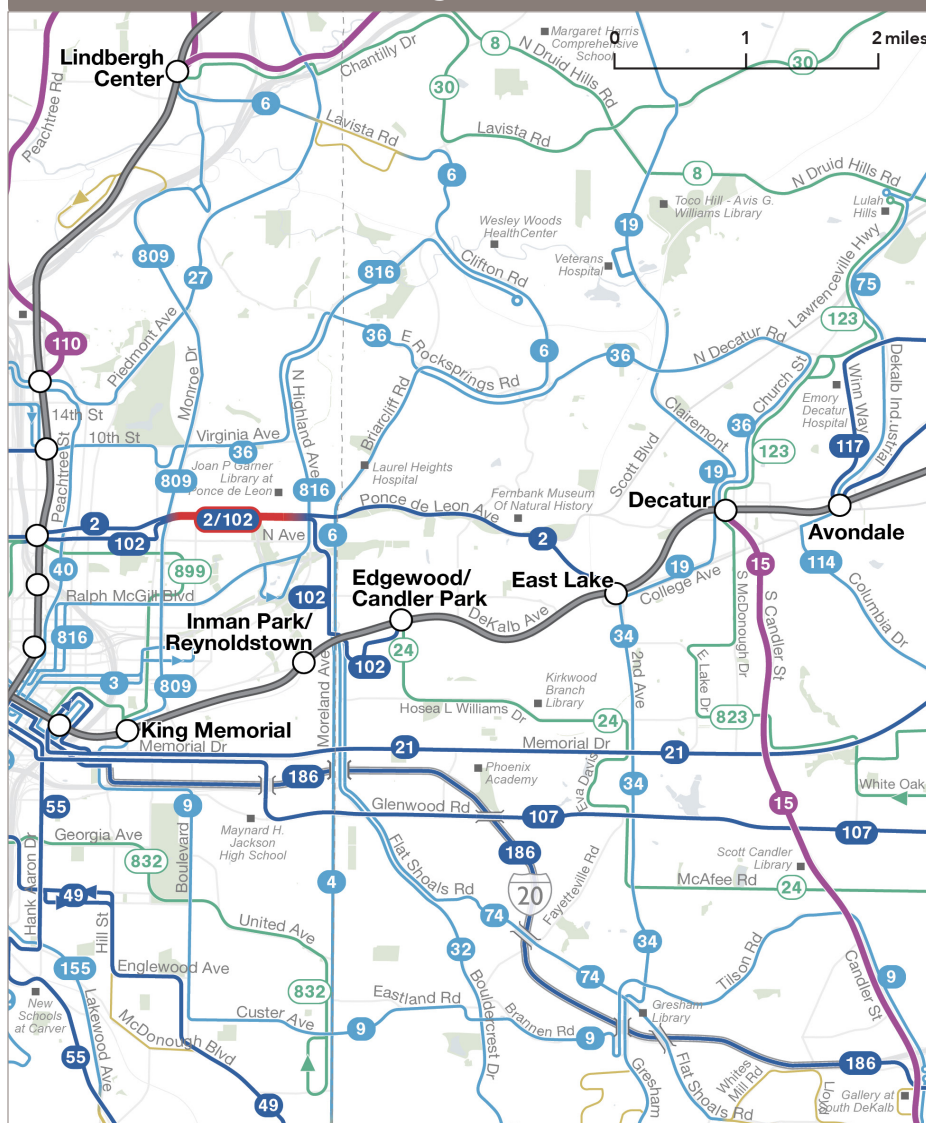 Lindbergh
Center
Peachtree Rd
Chantilly Dr
8
N Druid Hills Rd
Margaret Harris
Comprehensive
School
0
1
2 miles
30
30
6
Lavista Rd
Lavista Rd
6
8
N Druid Hills Rd
Toco Hill - Avis G.
Williams Library
Lulah
Hills
19
Wesley Woods
HealthCenter
Veterans
Hospital
809
27
816
Clifton Rd
Lawrenceville Hwy
75
123
110
Piedmont Ave
Monroe Dr
36
E Rocksprings Rd
6
36
N Decatur Rd
Church St
Dekalb Ind.ustrial
Winn Way
Emory
Decatur
Hospital
14th St
10th St
Virginia Ave
36
N Highland Ave
Briarcliff Rd
Clairemont
Scott Blvd
36
123
117
Peachtree St
809
Joan P Garner
Library at
Ponce de Leon
816
Laurel Heights
Hospital
19
Decatur
Avondale
2
102
2/102
N Ave
Ponce de Leon Ave
Fernbank Museum
Of Natural History
6
2
40
899
Ralph McGill Blvd
102
Edgewood/
Candler Park
East Lake
19
College Ave
15
114
Columbia Dr
816
Inman Park/
Reynoldstown
DeKalb Ave
34
S McDonough Dr
S Candler St
102
24
2nd Ave
E Lake Dr
3
809
Moreland Ave
Kirkwood
Branch
Library
Hosea L Williams Dr
24
823
King Memorial
Memorial Dr
21
Memorial Dr
21
186
Phoenix
Academy
Eva Davis
34
White Oak
15
55
9
Glenwood Rd
107
107
Georgia Ave
832
Boulevard
Maynard H.
Jackson
High School
186
Scott Candler
Library
Hank Aaron Dr
4
Flat Shoals Rd
20
Fayetteville Rd
McAfee Rd
24
49
Hill St
United Ave
74
32
34
Tilson Rd
155
Englewood Ave
832
74
Candler St
9
New
Schools
at Carver
Lakewood Ave
McDonough Blvd
Custer Ave
Eastland Rd
9
Bouldercrest Dr
Brannen Rd
9
Gresham
Library
55
49
Gresham
Flat Shoals Rd
Whites
Mill Rd
186
Lloyd
Gallery at
South DeKalb